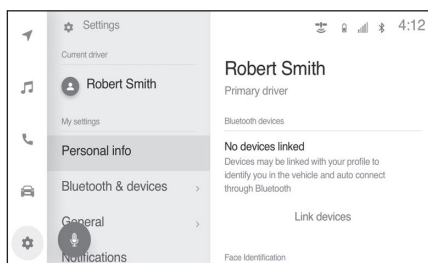 Settings
4:12
Current driver
Robert Smith
My settings
Personal info
Bluetooth & devices
General
Notifications
Robert Smith
Primary driver
Bluetooth devices
No devices linked
Devices may be linked with your profile to
identify you in the vehicle and auto connect
through Bluetooth
Link devices
Face Identification